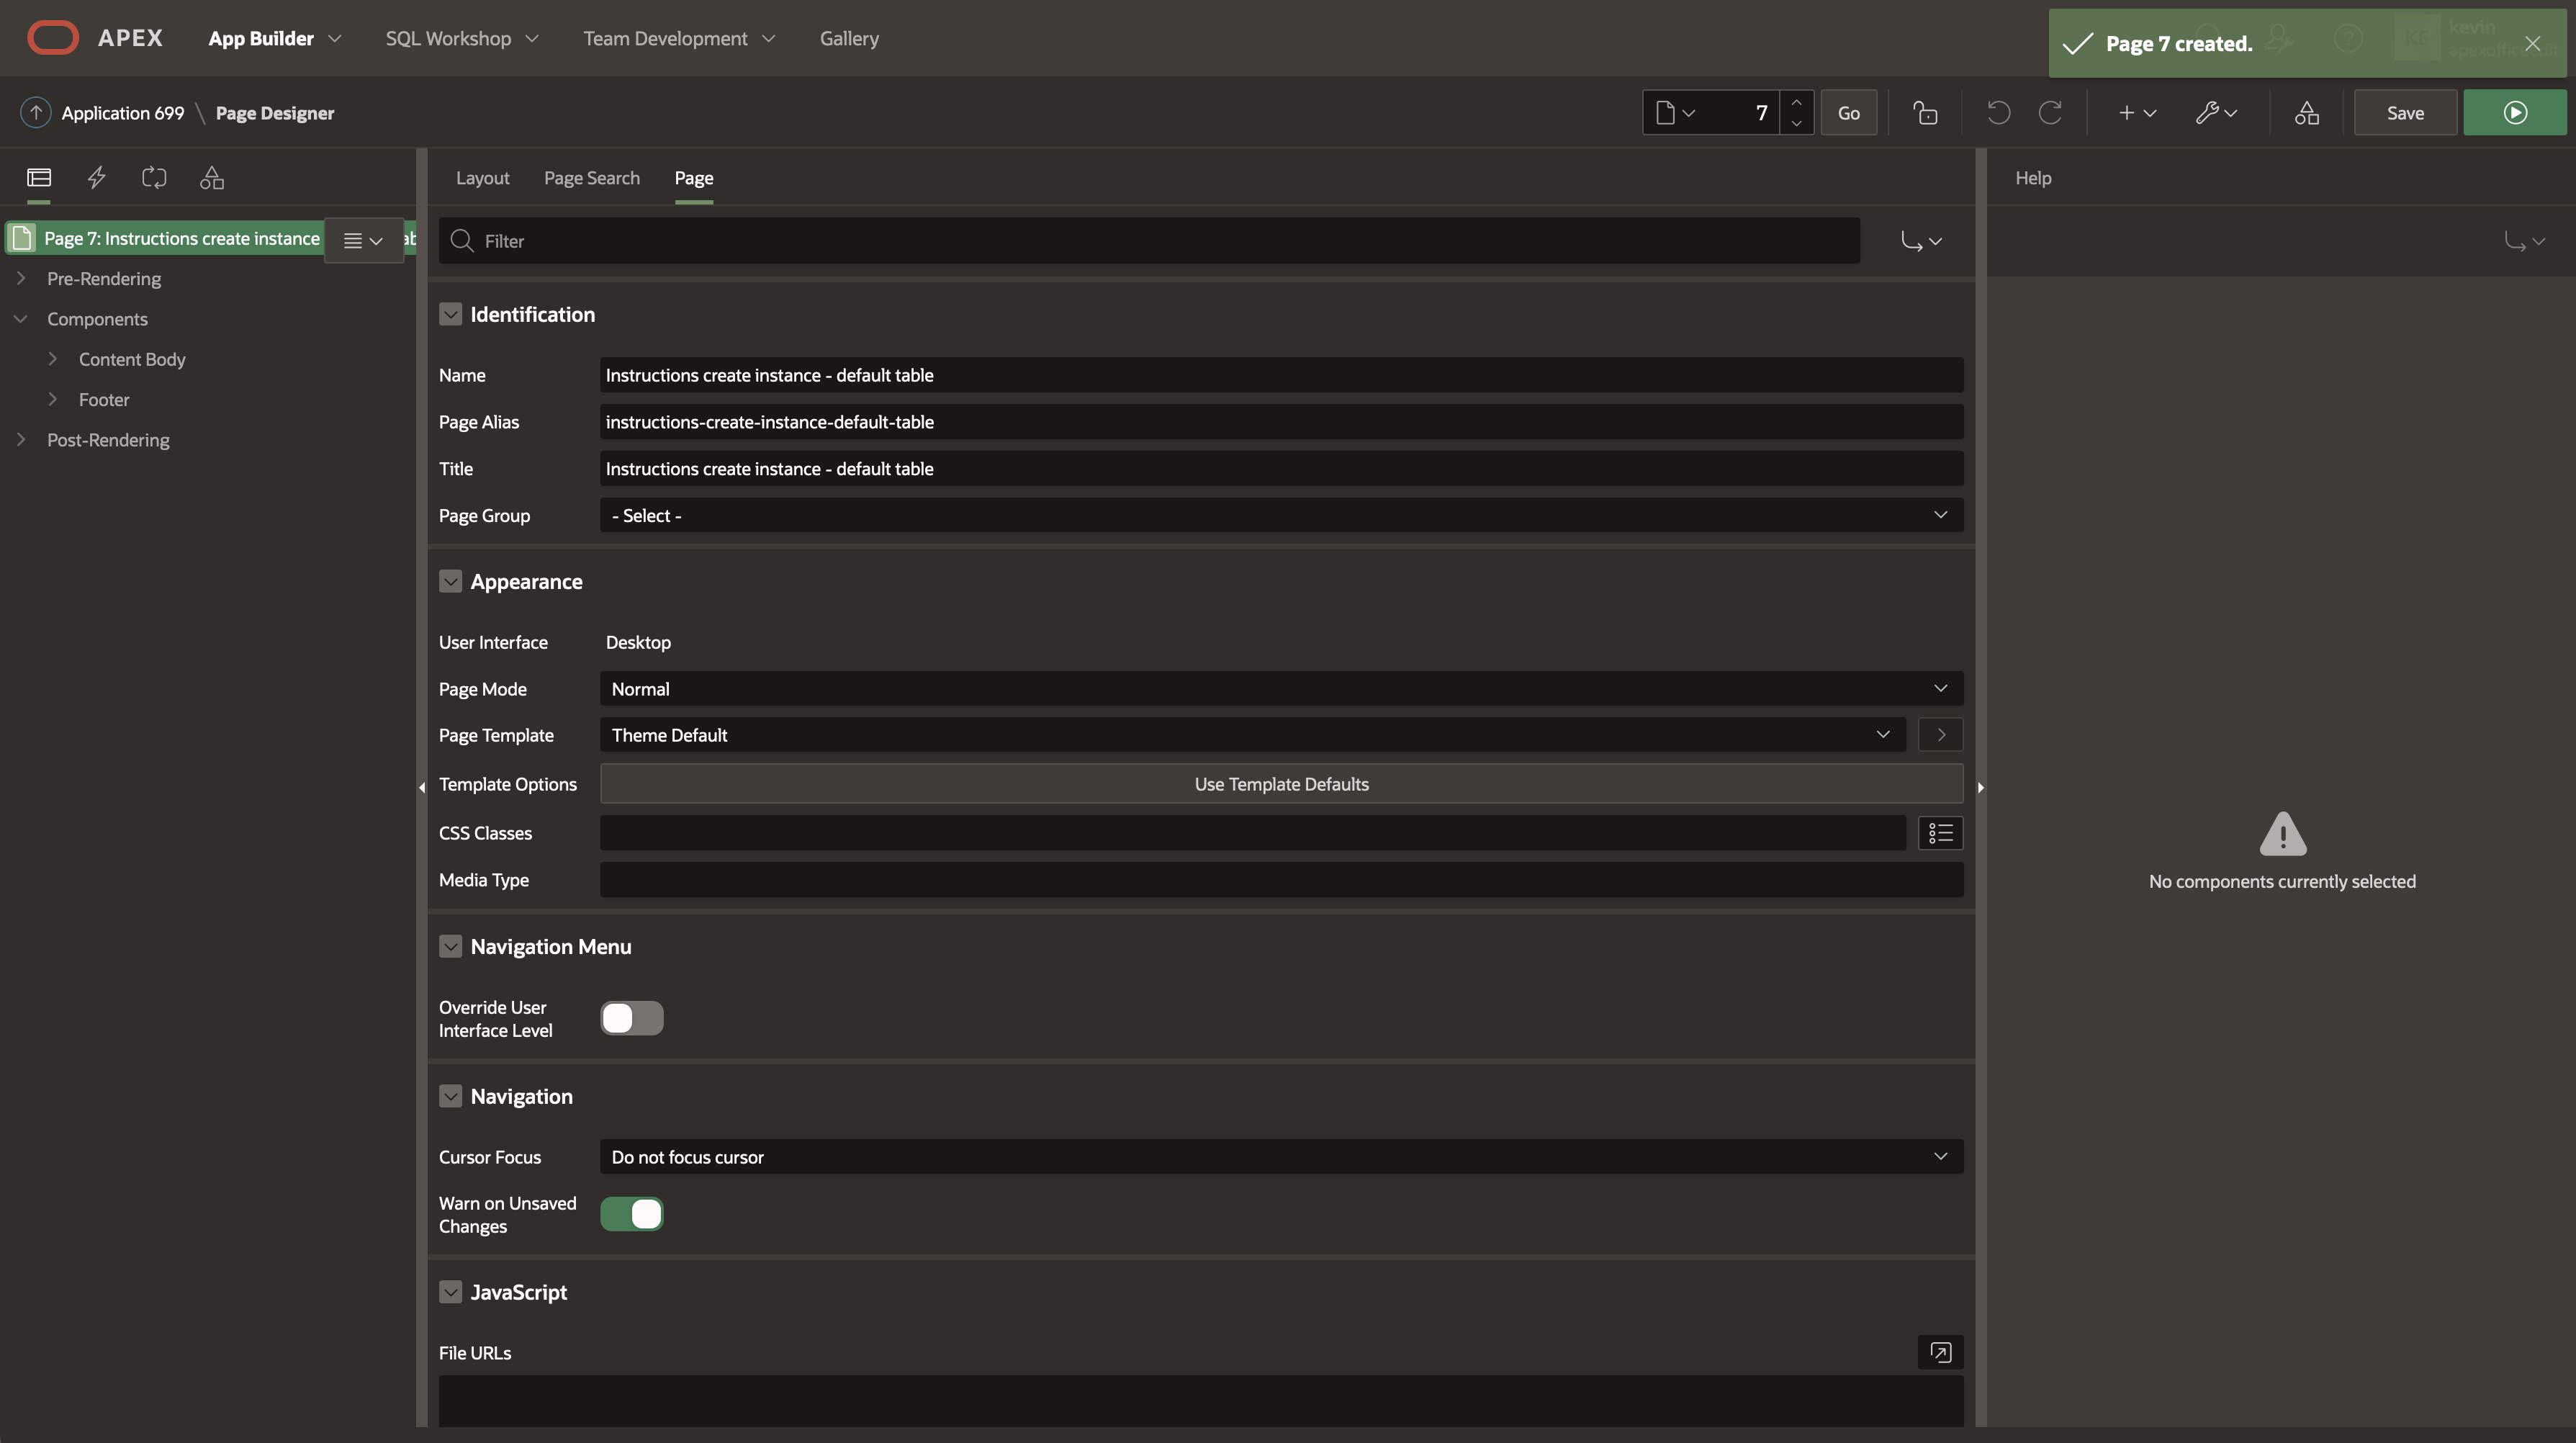 APEX
App Builder
SQL Workshop
Team Development
Gallery
Page 7 created.
kevin
Application 699 \ Page Designer
7
Go
Save
Layout
Page Search
Page
Help
Page 7: Instructions create instance
Filter
Pre-Rendering
Components
Content Body
Footer
Post-Rendering
Identification
Name
Instructions create instance - default table
Page Alias
instructions-create-instance-default-table
Title
Instructions create instance - default table
Page Group
- Select -
Appearance
User Interface
Desktop
Page Mode
Normal
Page Template
Theme Default
Template Options
Use Template Defaults
CSS Classes
Media Type
No components currently selected
Navigation Menu
Override User
Interface Level
Navigation
Cursor Focus
Do not focus cursor
Warn on Unsaved
Changes
JavaScript
File URLs